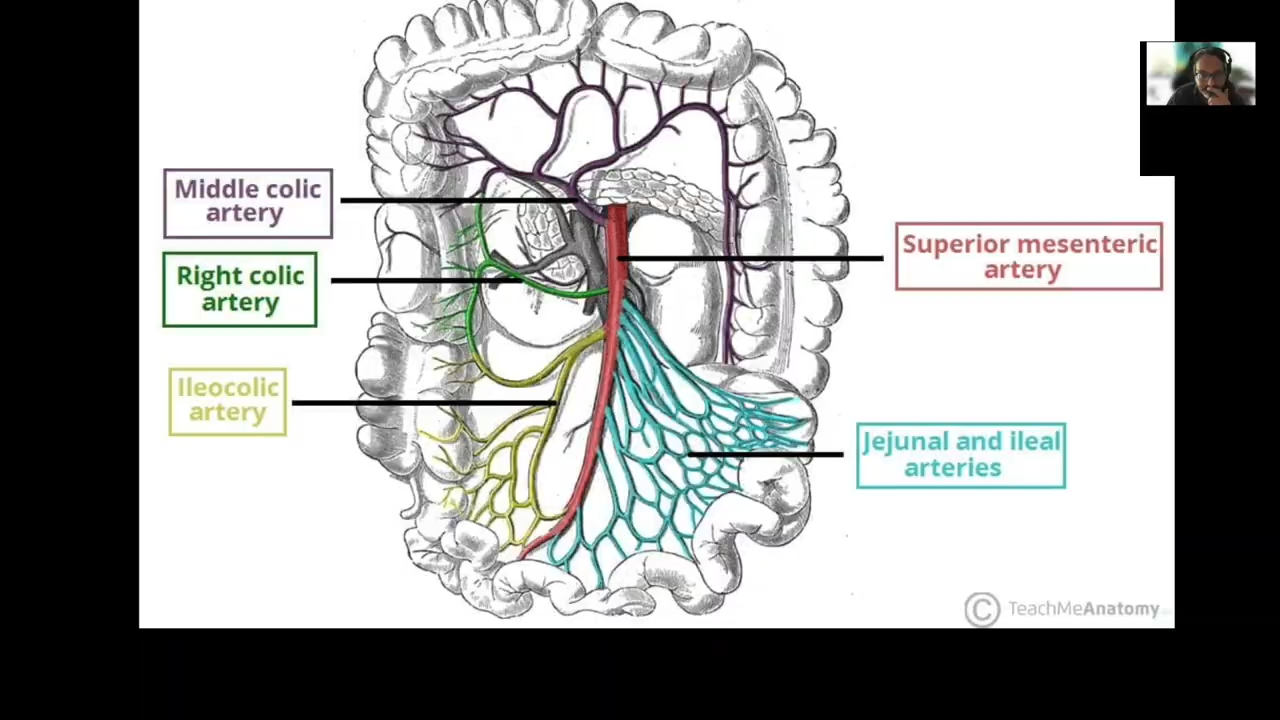 Middle colic
artery
Right colic
artery
Ileocolic
artery
Superior mesenteric
artery
Jejunal and ileal
arteries
© TeachMeAnatomy